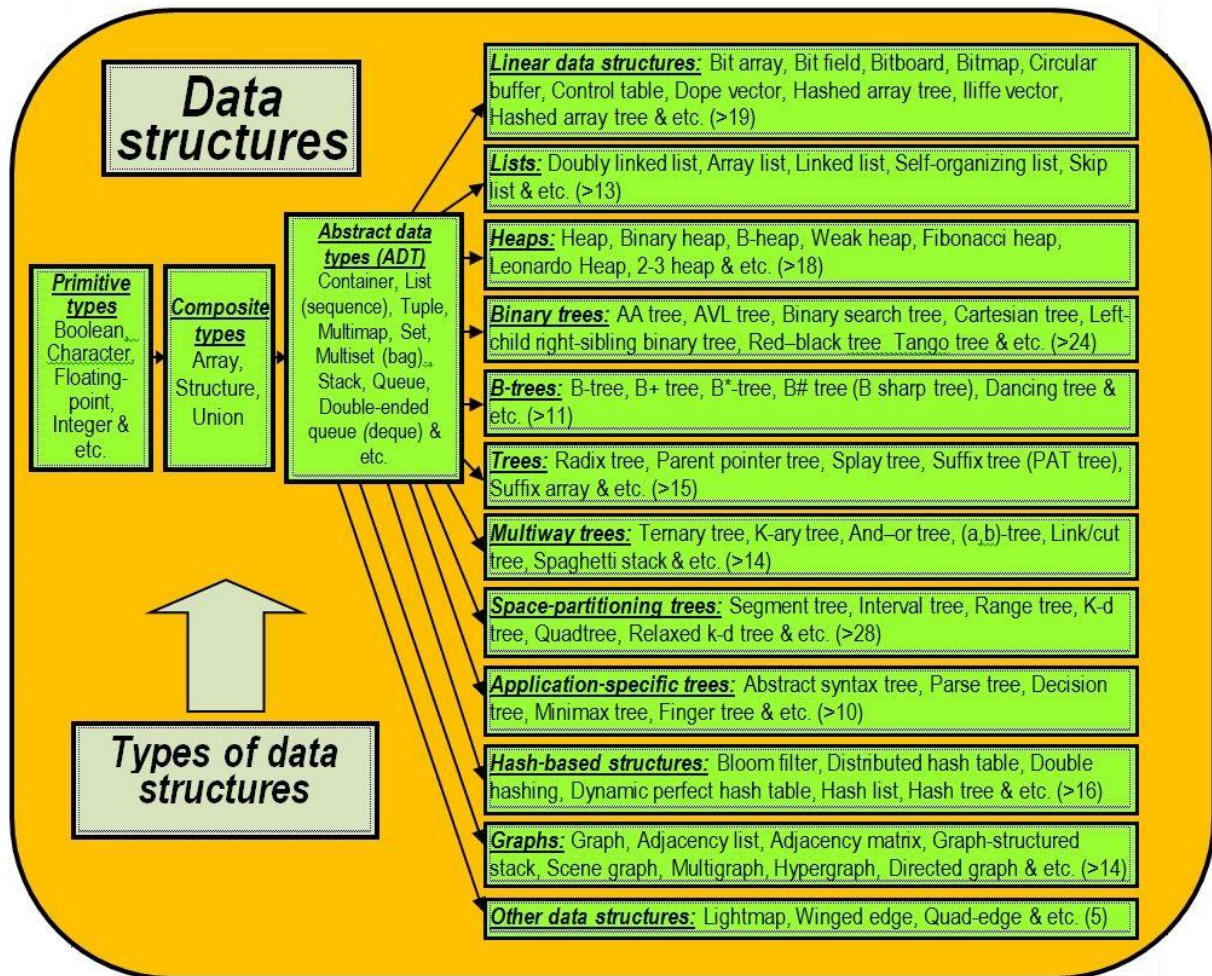 Data
structures
Primitive
types
Boolean,
Character,
Floating-
point,
Integer &
etc.
Composite
types
Array,
Structure,
Union
Abstract data
types (ADT)
Container, List
(sequence), Tuple,
Multimap, Set,
Multiset (bag),
Stack, Queue,
Double-ended
queue (deque) &
etc.
Linear data structures: Bit array, Bit field, Bitboard, Bitmap, Circular
buffer, Control table, Dope vector, Hashed array tree, Iliffe vector,
Hashed array tree & etc. (>19)
Lists: Doubly linked list, Array list, Linked list, Self-organizing list, Skip
list & etc. (>13)
Heaps: Heap, Binary heap, B-heap, Weak heap, Fibonacci heap,
Leonardo Heap, 2-3 heap & etc. (>18)
Binary trees: AA tree, AVL tree, Binary search tree, Cartesian tree, Left-
child right-sibling binary tree, Red–black tree Tango tree & etc. (>24)
B-trees: B-tree, B+ tree, B*-tree, B# tree (B sharp tree), Dancing tree &
etc. (>11)
Trees: Radix tree, Parent pointer tree, Splay tree, Suffix tree (PAT tree),
Suffix array & etc. (>15)
Multiway trees: Ternary tree, K-ary tree, And–or tree, (a,b)-tree, Link/cut
tree, Spaghetti stack & etc. (>14)
Space-partitioning trees: Segment tree, Interval tree, Range tree, K-d
tree, Quadtree, Relaxed k-d tree & etc. (>28)
Application-specific trees: Abstract syntax tree, Parse tree, Decision
tree, Minimax tree, Finger tree & etc. (>10)
Hash-based structures: Bloom filter, Distributed hash table, Double
hashing, Dynamic perfect hash table, Hash list, Hash tree & etc. (>16)
Graphs: Graph, Adjacency list, Adjacency matrix, Graph-structured
stack, Scene graph, Multigraph, Hypergraph, Directed graph & etc. (>14)
Other data structures: Lightmap, Winged edge, Quad-edge & etc. (5)
Types of data
structures